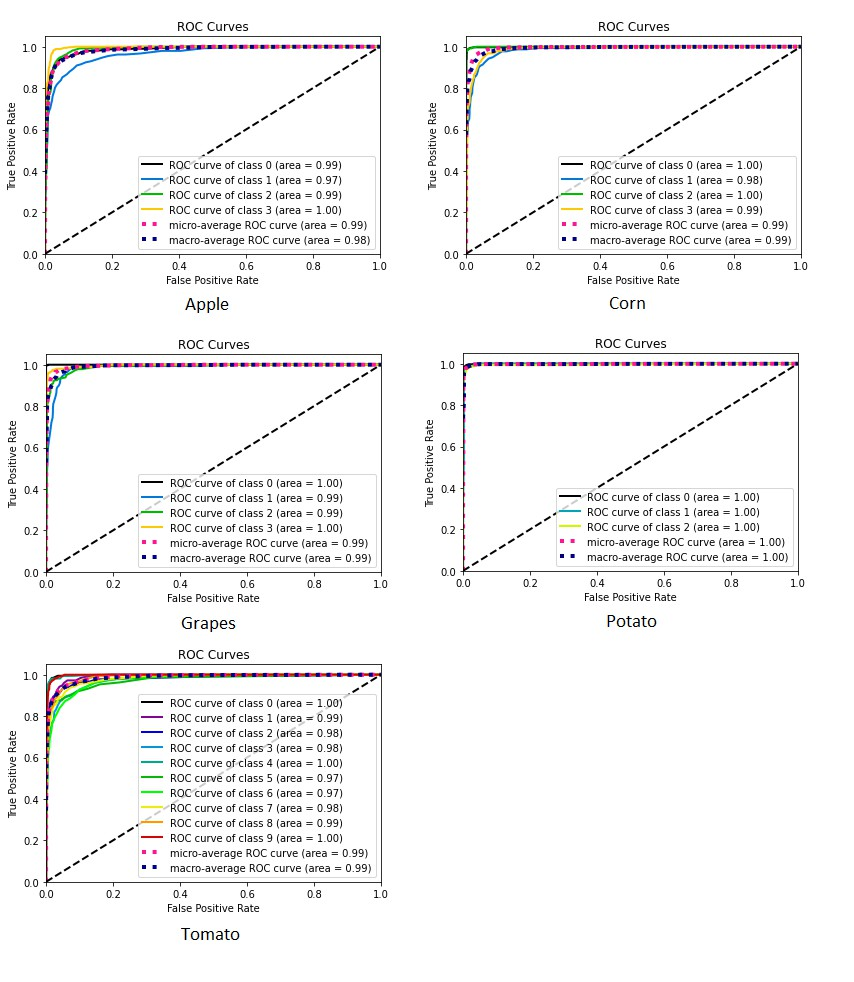 ROC Curves
1.0
0.8
0.6
0.4
0.2
0.0
True Positive Rate
ROC curve of class 0 (area = 0.99)
ROC curve of class 1 (area = 0.97)
ROC curve of class 2 (area = 0.99)
ROC curve of class 3 (area = 1.00)
micro-average ROC curve (area = 0.99)
macro-average ROC curve (area = 0.98)
0.0 0.2 0.4 0.6 0.8 1.0
False Positive Rate
Apple
ROC Curves
1.0
0.8
0.6
0.4
0.2
0.0
True Positive Rate
ROC curve of class 0 (area = 1.00)
ROC curve of class 1 (area = 0.98)
ROC curve of class 2 (area = 1.00)
ROC curve of class 3 (area = 0.99)
micro-average ROC curve (area = 0.99)
macro-average ROC curve (area = 0.99)
0.0 0.2 0.4 0.6 0.8 1.0
False Positive Rate
Corn
ROC Curves
1.0
0.8
0.6
0.4
0.2
0.0
True Positive Rate
ROC curve of class 0 (area = 1.00)
ROC curve of class 1 (area = 0.99)
ROC curve of class 2 (area = 0.99)
ROC curve of class 3 (area = 1.00)
micro-average ROC curve (area = 0.99)
macro-average ROC curve (area = 0.99)
0.0 0.2 0.4 0.6 0.8 1.0
False Positive Rate
Grapes
ROC Curves
1.0
0.8
0.6
0.4
0.2
0.0
True Positive Rate
ROC curve of class 0 (area = 1.00)
ROC curve of class 1 (area = 1.00)
ROC curve of class 2 (area = 1.00)
micro-average ROC curve (area = 1.00)
macro-average ROC curve (area = 1.00)
0.0 0.2 0.4 0.6 0.8 1.0
False Positive Rate
Potato
ROC Curves
1.0
0.8
0.6
0.4
0.2
0.0
True Positive Rate
ROC curve of class 0 (area = 1.00)
ROC curve of class 1 (area = 0.99)
ROC curve of class 2 (area = 0.98)
ROC curve of class 3 (area = 0.98)
ROC curve of class 4 (area = 1.00)
ROC curve of class 5 (area = 0.97)
ROC curve of class 6 (area = 0.97)
ROC curve of class 7 (area = 0.98)
ROC curve of class 8 (area = 0.99)
ROC curve of class 9 (area = 1.00)
micro-average ROC curve (area = 0.99)
macro-average ROC curve (area = 0.99)
0.0 0.2 0.4 0.6 0.8 1.0
False Positive Rate
Tomato